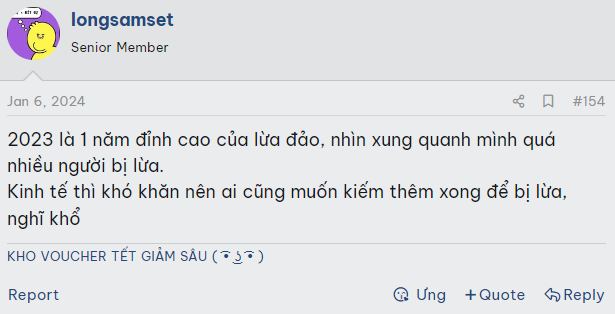 longsamset
Senior Member
Jan 6, 2024
#154
2023 là 1 năm đỉnh cao của lừa đảo, nhìn xung quanh mình quá
nhiều người bị lừa.
Kinh tế thì khó khăn nên ai cũng muốn kiếm thêm xong để bị lừa,
nghĩ khổ
KHO VOUCHER TẾT GIẢM SÂU ( ͡° ͜ʖ ͡° )
Report
Ưng
+Quote
Reply